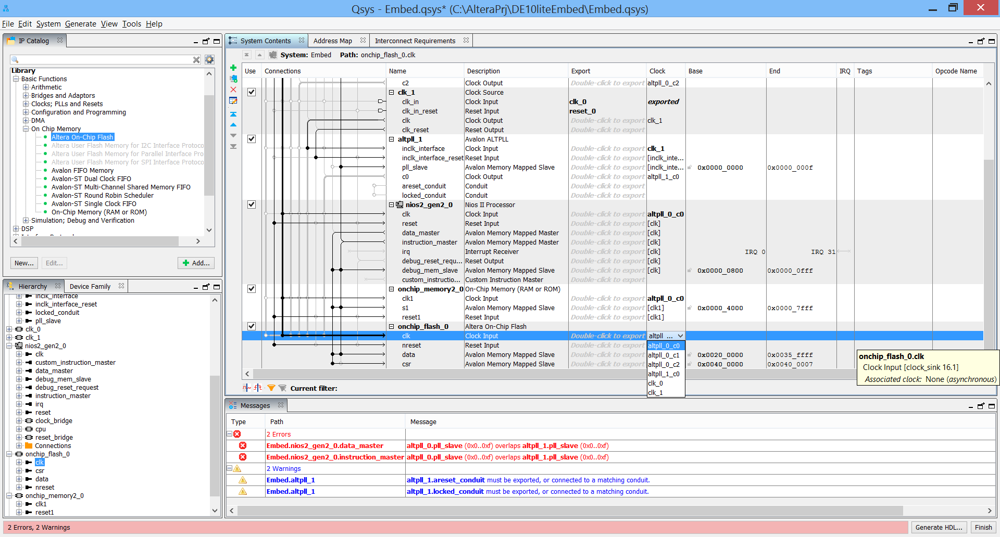 Qsys - Embed.qsys* (C:\AlteraPrj\DE10liteEmbed\Embed.qsys)
File Edit System Generate View Tools Help
IP Catalog
Library
Basic Functions
Arithmetic
Bridges and Adaptors
Clocks; PLLs and Resets
Configuration and Programming
DMA
On Chip Memory
Altera On-Chip Flash
Altera User Flash Memory for I2C Interface Protoco
Altera User Flash Memory for Parallel Interface Pro
Altera User Flash Memory for SPI Interface Protoco
Avalon FIFO Memory
Avalon-ST Dual Clock FIFO
Avalon-ST Multi-Channel Shared Memory FIFO
Avalon-ST Round Robin Scheduler
Avalon-ST Single Clock FIFO
On-Chip Memory (RAM or ROM)
Simulation; Debug and Verification
DSP
New... Edit... Add...
Hierarchy Device Family
inclk_interface
inclk_interface_reset
locked_conduit
pll_slave
clk_0
clk_1
nios2_gen2_0
clk
custom_instruction_master
data_master
debug_mem_slave
debug_reset_request
instruction_master
irq
reset
clock_bridge
cpu
reset_bridge
Connections
onchip_flash_0
clk
csr
data
nreset
onchip_memory2_0
clk1
reset1
System Contents Address Map Interconnect Requirements
System: Embed Path: onchip_flash_0.clk
Use Connections Name Description Export Clock Base End IRQ Tags Opcode Name
c2 Clock Output Double-click to export altpll_0_c2
clk_1 Clock Source
clk_in Clock Input clk_0 exported
clk_in_reset Reset Input reset_0
clk Clock Output Double-click to export clk_1
clk_reset Reset Output Double-click to export
altpll_1 Avalon ALTPLL
inclk_interface Clock Input Double-click to export clk_1
inclk_interface_reset Reset Input Double-click to export [inclk_inte...
pll_slave Avalon Memory Mapped Slave Double-click to export [inclk_inte... 0x0000_0000 0x0000_000f
c0 Clock Output Double-click to export altpll_1_c0
areset_conduit Conduit Double-click to export
locked_conduit Conduit Double-click to export
nios2_gen2_0 Nios II Processor
clk Clock Input Double-click to export altpll_0_c0
reset Reset Input Double-click to export [clk]
data_master Avalon Memory Mapped Master Double-click to export [clk]
instruction_master Avalon Memory Mapped Master Double-click to export [clk]
irq Interrupt Receiver Double-click to export [clk] IRQ 0 IRQ 31
debug_reset_requ... Reset Output Double-click to export [clk]
debug_mem_slave Avalon Memory Mapped Slave Double-click to export [clk] 0x0000_0800 0x0000_0fff
custom_instructio... Custom Instruction Master Double-click to export
onchip_memory2_0 On-Chip Memory (RAM or ROM)
clk1 Clock Input Double-click to export altpll_0_c0
s1 Avalon Memory Mapped Slave Double-click to export [clk1] 0x0000_4000 0x0000_7fff
reset1 Reset Input Double-click to export [clk1]
onchip_flash_0 Altera On-Chip Flash
clk Clock Input Double-click to export altpll_...
nreset Reset Input Double-click to export
data Avalon Memory Mapped Slave Double-click to export 0x0020_0000 0x0035_ffff
csr Avalon Memory Mapped Slave Double-click to export 0x0040_0000 0x0040_0007
altpll_0_c0
altpll_0_c1
altpll_0_c2
altpll_1_c0
clk_0
clk_1
onchip_flash_0.clk
Clock Input [clock_sink 16.1]
Associated clock: None (asynchronous)
Current filter:
Messages
Type Path Message
2 Errors
Embed.nios2_gen2_0.data_master altpll_0.pll_slave (0x0..0xf) overlaps altpll_1.pll_slave (0x0..0xf)
Embed.nios2_gen2_0.instruction_master altpll_0.pll_slave (0x0..0xf) overlaps altpll_1.pll_slave (0x0..0xf)
2 Warnings
Embed.altpll_1 altpll_1.areset_conduit must be exported, or connected to a matching conduit.
Embed.altpll_1 altpll_1.locked_conduit must be exported, or connected to a matching conduit.
2 Errors, 2 Warnings
Generate HDL... Finish